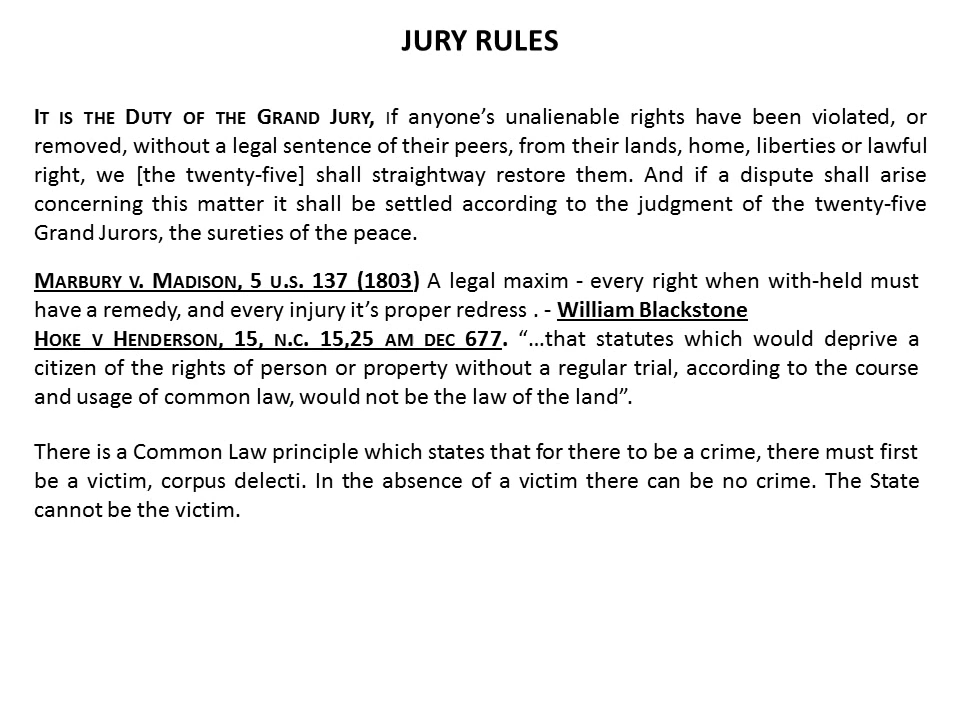 JURY RULES
IT IS THE DUTY OF THE GRAND JURY, If anyone’s unalienable rights have been violated, or
removed, without a legal sentence of their peers, from their lands, home, liberties or lawful
right, we [the twenty-five] shall straightway restore them. And if a dispute shall arise
concerning this matter it shall be settled according to the judgment of the twenty-five
Grand Jurors, the sureties of the peace.
MARBURY V. MADISON, 5 U.S. 137 (1803) A legal maxim - every right when with-held must
have a remedy, and every injury it’s proper redress . - William Blackstone
HOKE V HENDERSON, 15, N.C. 15,25 AM DEC 677. “…that statutes which would deprive a
citizen of the rights of person or property without a regular trial, according to the course
and usage of common law, would not be the law of the land”.
There is a Common Law principle which states that for there to be a crime, there must first
be a victim, corpus delecti. In the absence of a victim there can be no crime. The State
cannot be the victim.